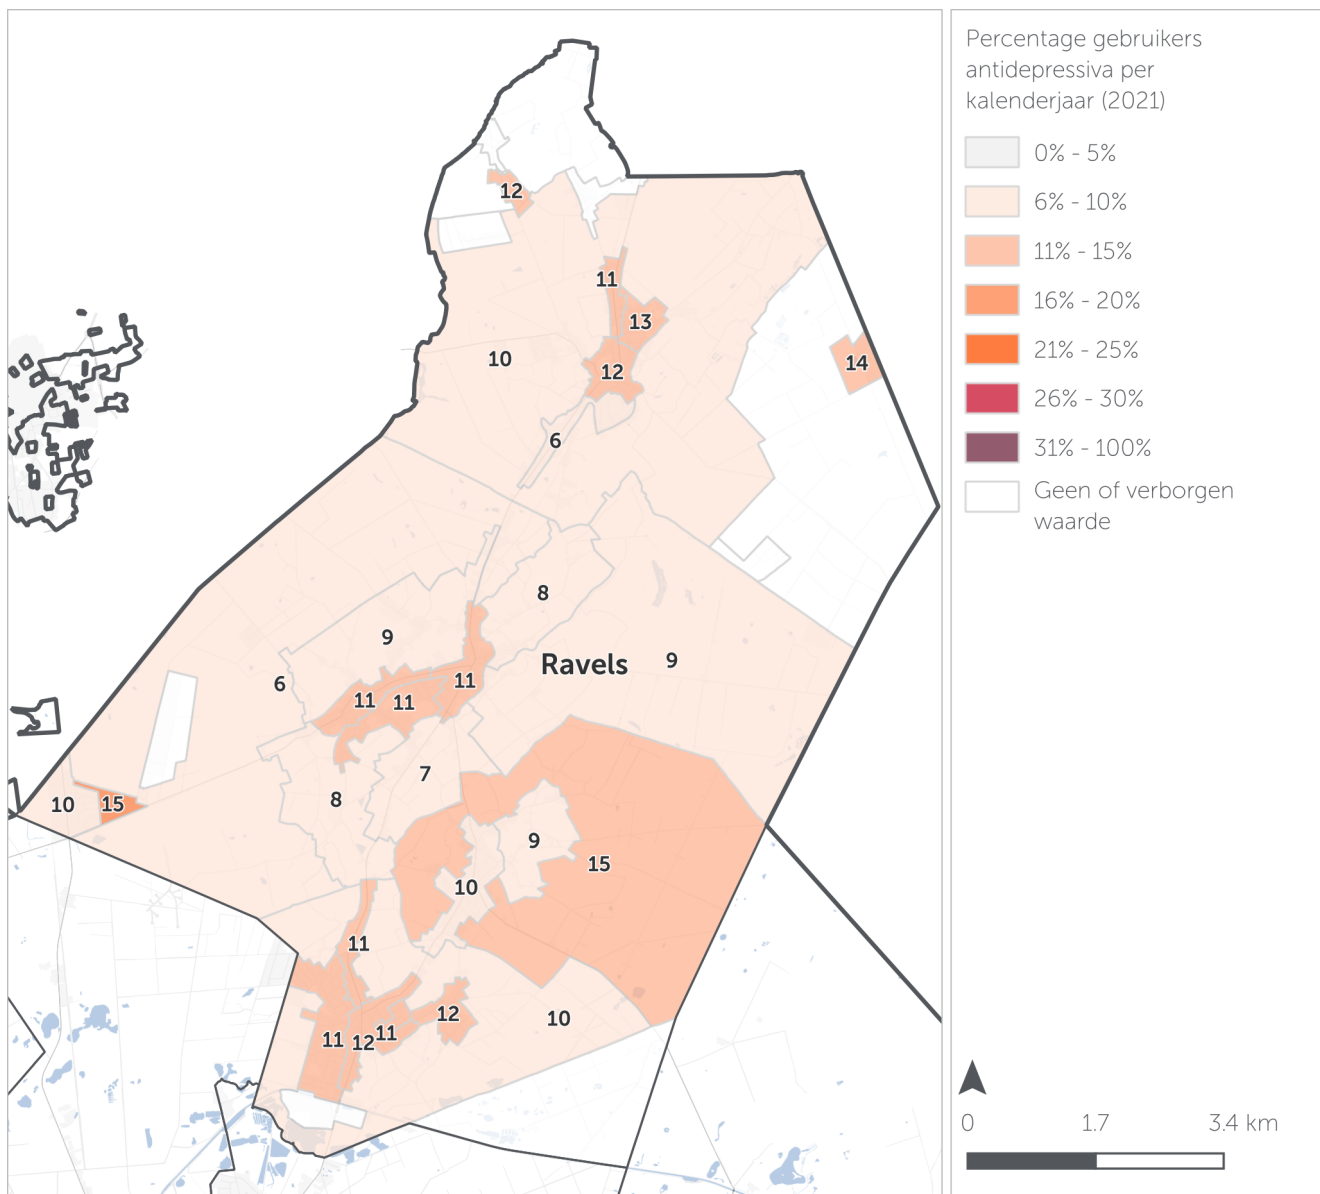 Percentage gebruikers
antidepressiva per
kalenderjaar (2021)
0% - 5%
6% - 10%
11% - 15%
16% - 20%
21% - 25%
26% - 30%
31% - 100%
Geen of verborgen
waarde
0 1.7 3.4 km
12
11
13
14
10
12
6
8
9
Ravels 9
6
11
11
11
7
8
10
15
9
15
10
11
12
10
11
12
11